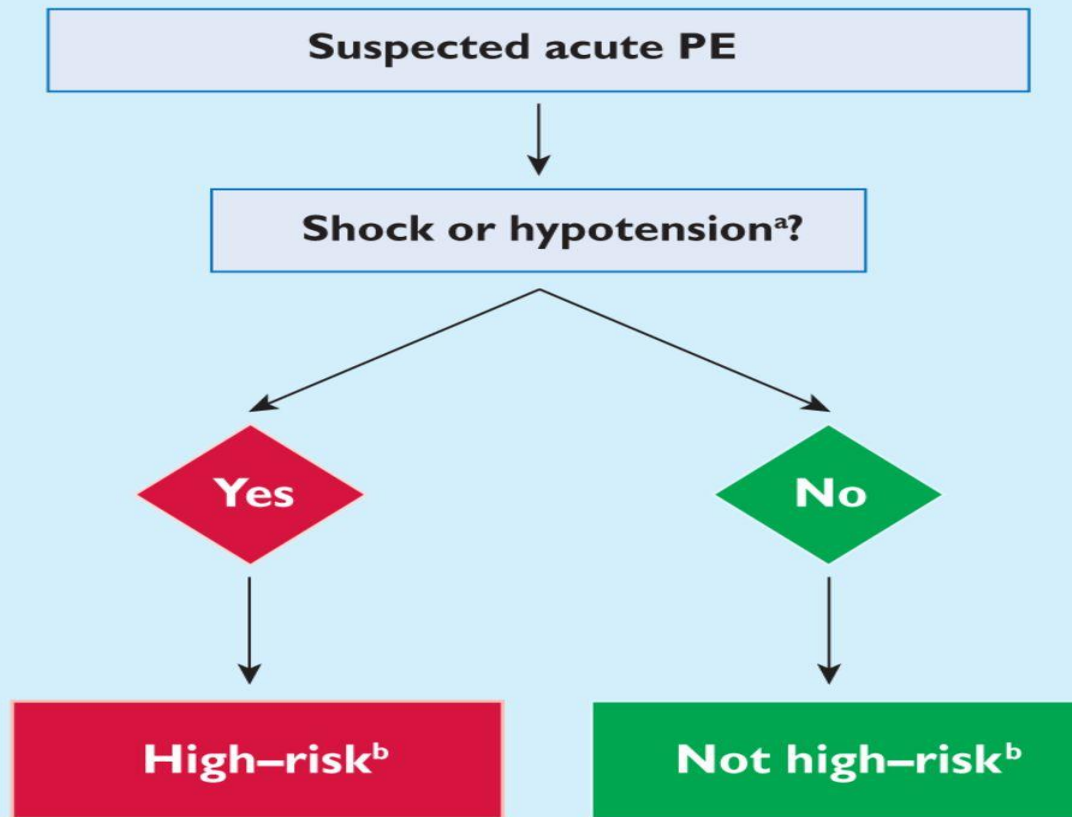 Suspected acute PE
Shock or hypotensionᵃ?
Yes
No
High–riskᵇ
Not high–riskᵇ